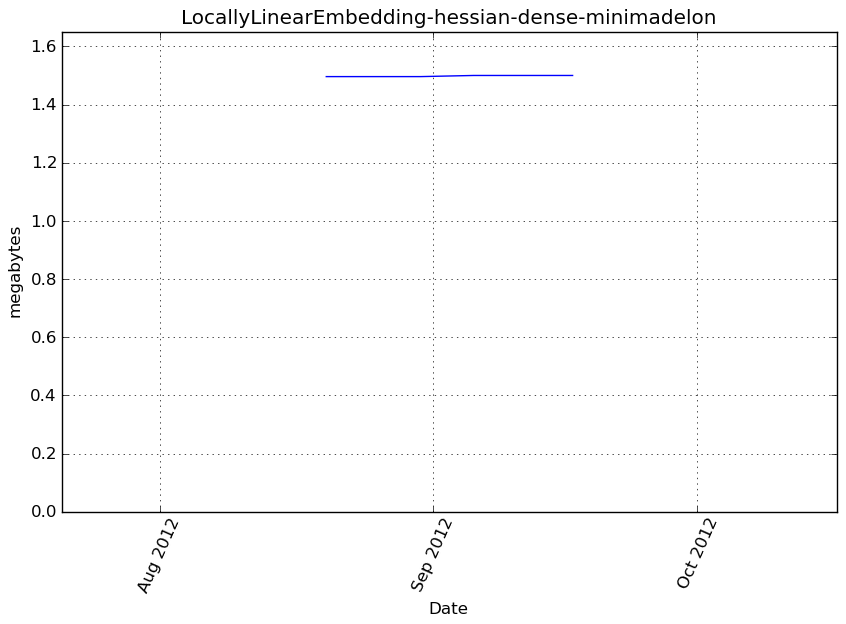 LocallyLinearEmbedding-hessian-dense-minimadelon
1.6
1.4
1.2
1.0
0.8
0.6
0.4
0.2
0.0
megabytes
Aug 2012
Sep 2012
Oct 2012
Date